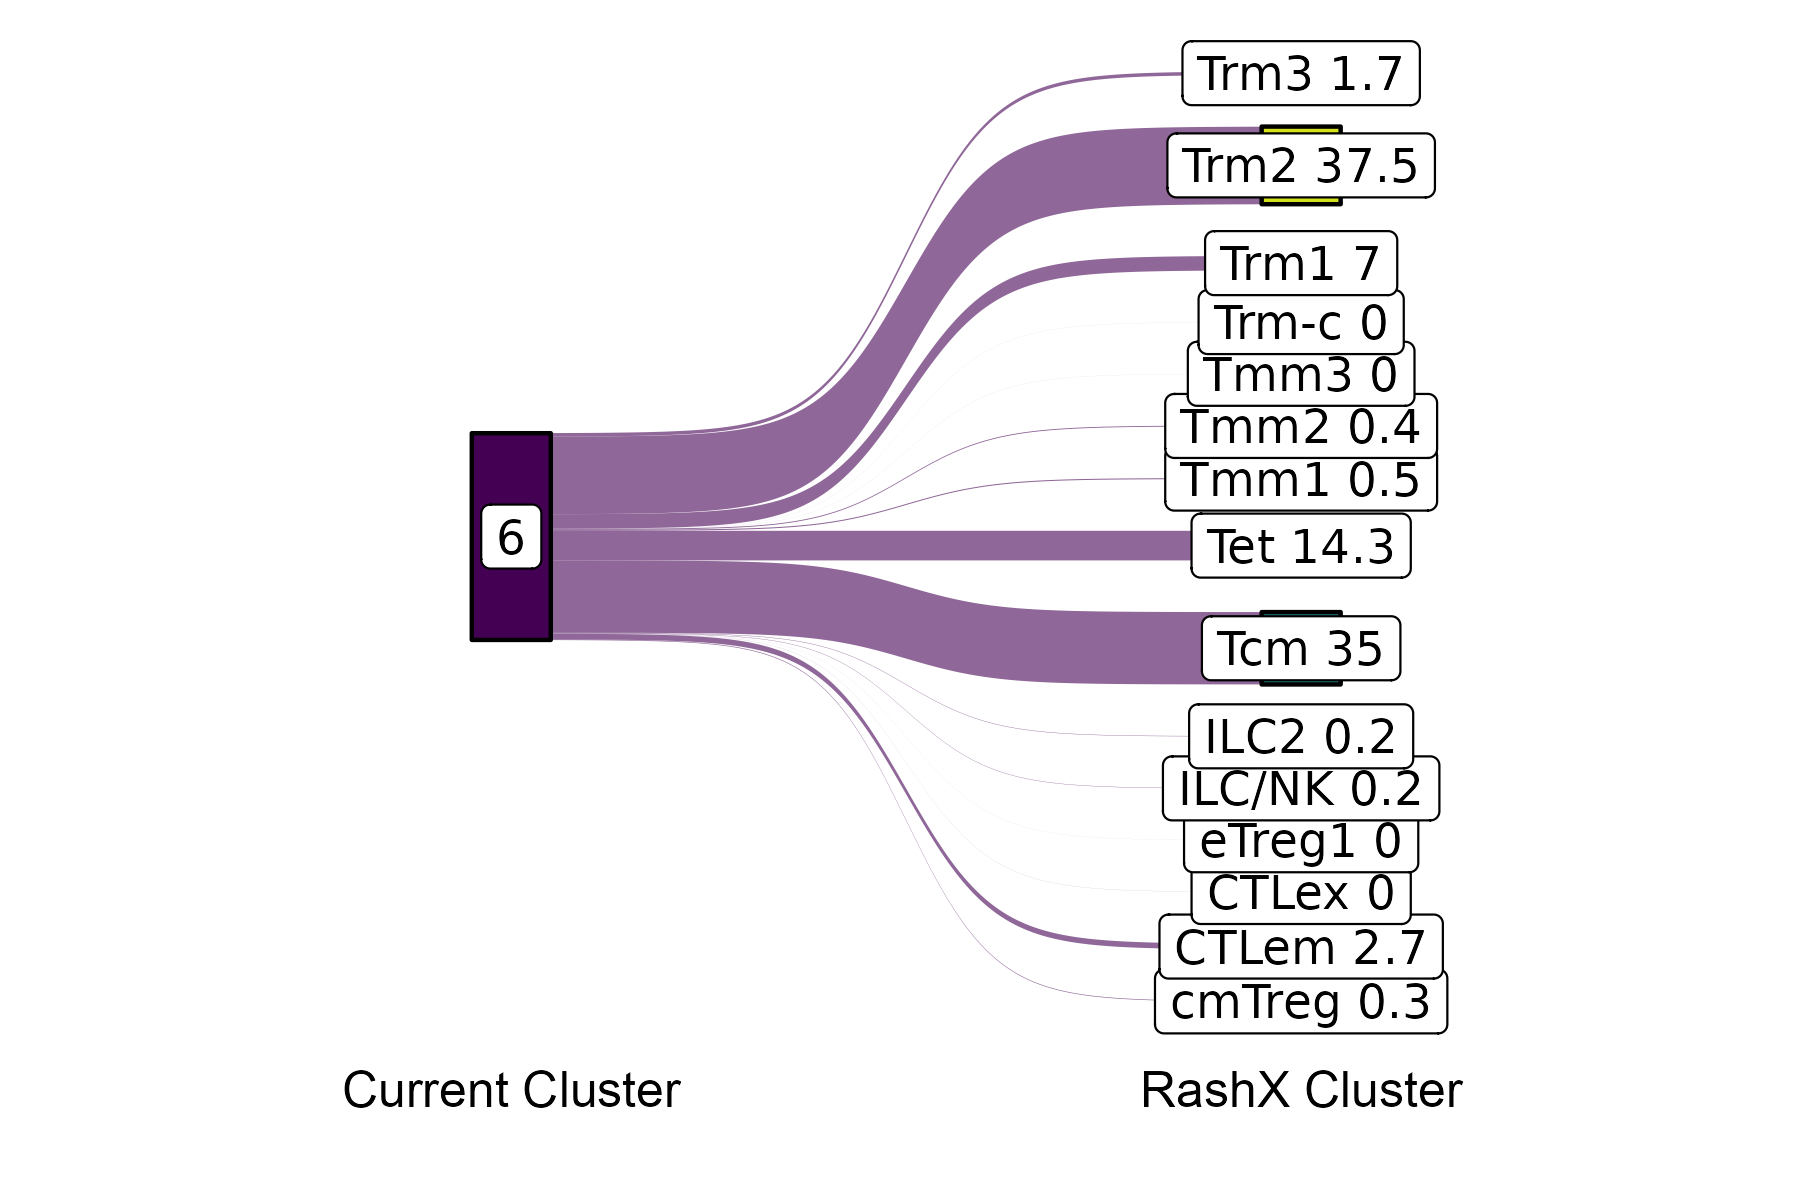 Trm3 1.7
Trm2 37.5
Trm1 7
Trm-c 0
Tmm3 0
Tmm2 0.4
Tmm1 0.5
6
Tet 14.3
Tcm 35
ILC2 0.2
ILC/NK 0.2
eTreg1 0
CTLex 0
CTLem 2.7
cmTreg 0.3
Current Cluster
RashX Cluster